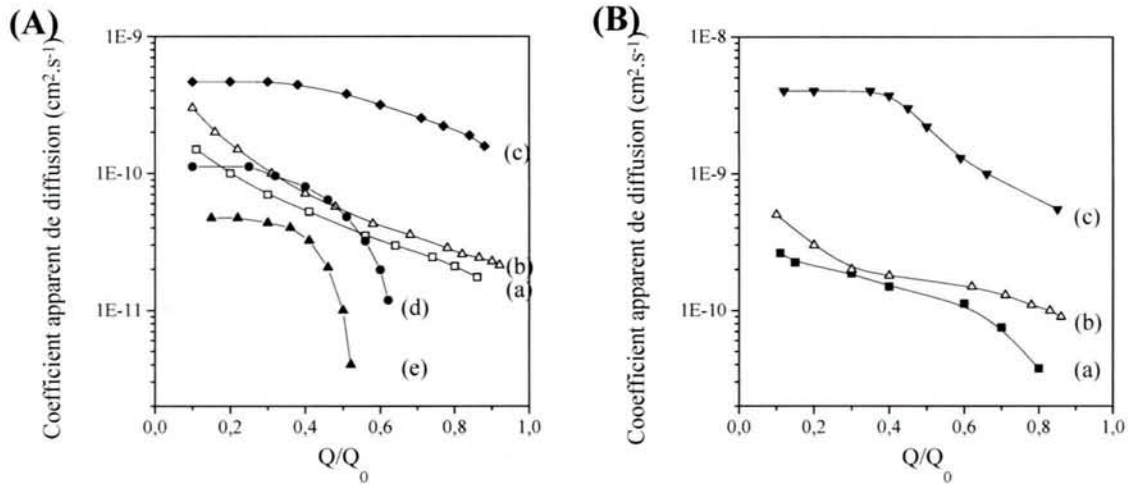 (A)
Coefficient apparent de diffusion (cm².s⁻¹)
1E-9
1E-10
1E-11
(c)
(b)
(a)
(d)
(e)
0,0 0,2 0,4 0,6 0,8 1,0
Q/Q₀
(B)
Coefficient apparent de diffusion (cm².s⁻¹)
1E-8
1E-9
1E-10
(c)
(b)
(a)
0,0 0,2 0,4 0,6 0,8 1,0
Q/Q₀